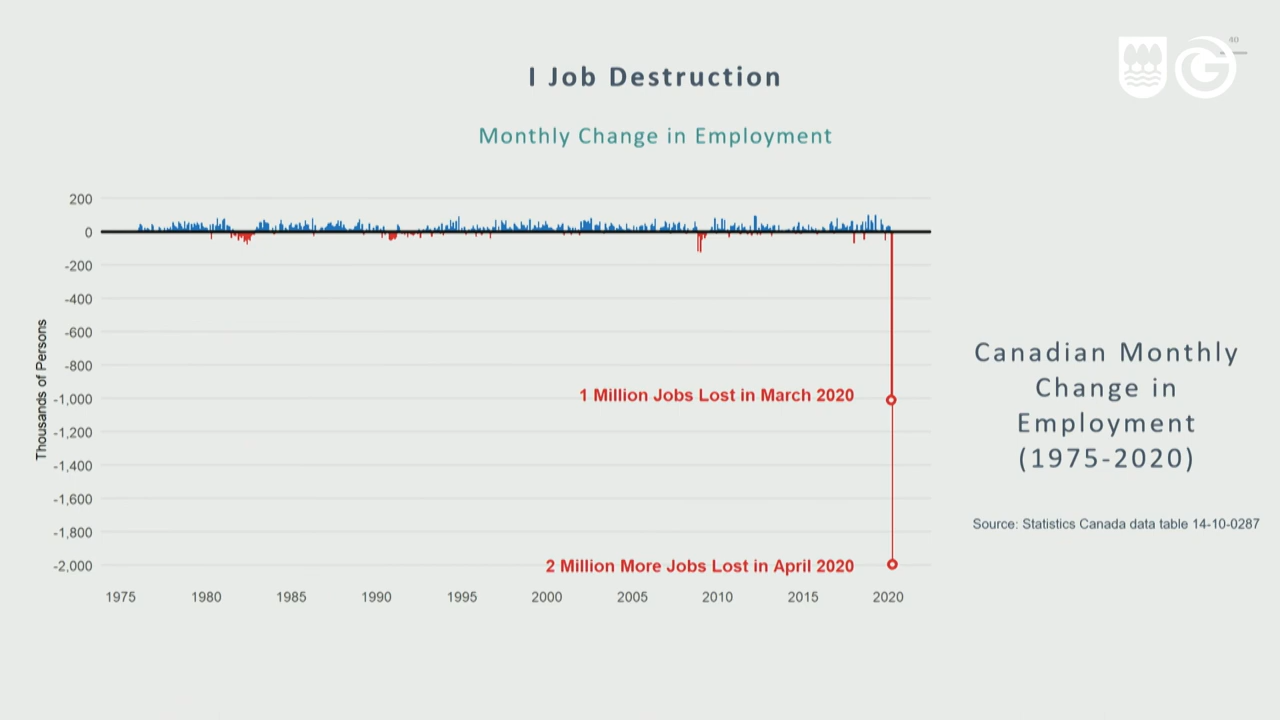 40
I Job Destruction
Monthly Change in Employment
200
0
-200
-400
-600
-800
-1,000
-1,200
-1,400
-1,600
-1,800
-2,000
Thousands of Persons
1 Million Jobs Lost in March 2020
2 Million More Jobs Lost in April 2020
1975 1980 1985 1990 1995 2000 2005 2010 2015 2020
Canadian Monthly
Change in
Employment
(1975-2020)
Source: Statistics Canada data table 14-10-0287